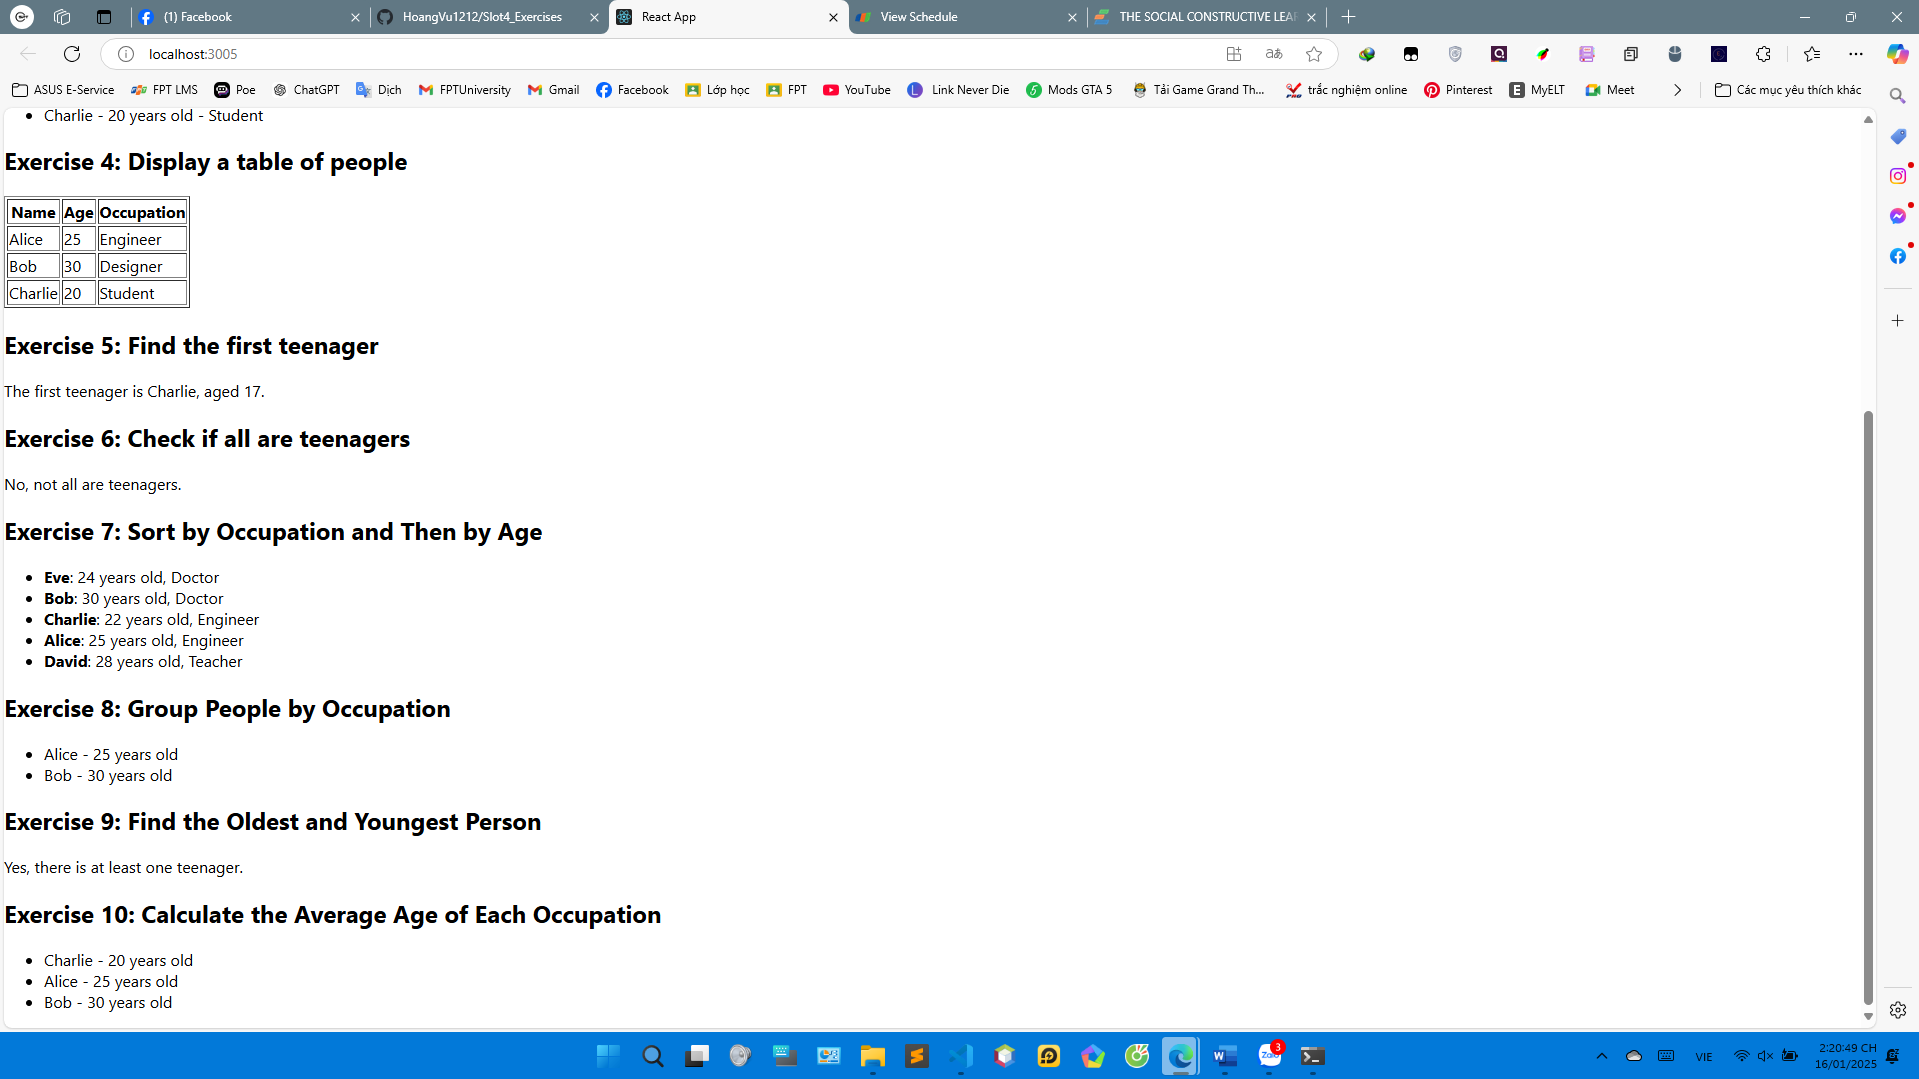 (1) Facebook
HoangVu1212/Slot4_Exercises
React App
View Schedule
THE SOCIAL CONSTRUCTIVE LEAR
localhost:3005
ASUS E-Service
FPT LMS
Poe
ChatGPT
Dịch
FPTUniversity
Gmail
Facebook
Lớp học
FPT
YouTube
Link Never Die
Mods GTA 5
Tải Game Grand Th...
trắc nghiệm online
Pinterest
MyELT
Meet
Các mục yêu thích khác
Charlie - 20 years old - Student
Exercise 4: Display a table of people
Name Age Occupation
Alice 25 Engineer
Bob 30 Designer
Charlie 20 Student
Exercise 5: Find the first teenager
The first teenager is Charlie, aged 17.
Exercise 6: Check if all are teenagers
No, not all are teenagers.
Exercise 7: Sort by Occupation and Then by Age
Eve: 24 years old, Doctor
Bob: 30 years old, Doctor
Charlie: 22 years old, Engineer
Alice: 25 years old, Engineer
David: 28 years old, Teacher
Exercise 8: Group People by Occupation
Alice - 25 years old
Bob - 30 years old
Exercise 9: Find the Oldest and Youngest Person
Yes, there is at least one teenager.
Exercise 10: Calculate the Average Age of Each Occupation
Charlie - 20 years old
Alice - 25 years old
Bob - 30 years old
3
VIE
2:20:49 CH
16/01/2025